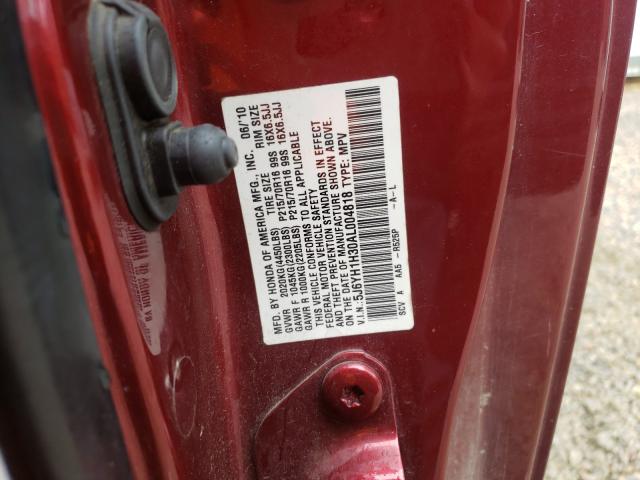 MFD. BY HONDA OF AMERICA MFG., INC. 06/'10
TIRE SIZE RIM SIZE
GVWR 2020KG(4450LBS) P215/70R16 99S 16X6.5JJ
GAWR F 1045KG(2300LBS) P215/70R16 99S 16X6.5JJ
GAWR R 1000KG(2205LBS)
THIS VEHICLE CONFORMS TO ALL APPLICABLE
FEDERAL MOTOR VEHICLE SAFETY
AND THEFT PREVENTION STANDARDS IN EFFECT
ON THE DATE OF MANUFACTURE SHOWN ABOVE.
V.I.N.: 5J6YH1H30AL004818 TYPE: MPV
SCV A AA5 -R525P -A-L